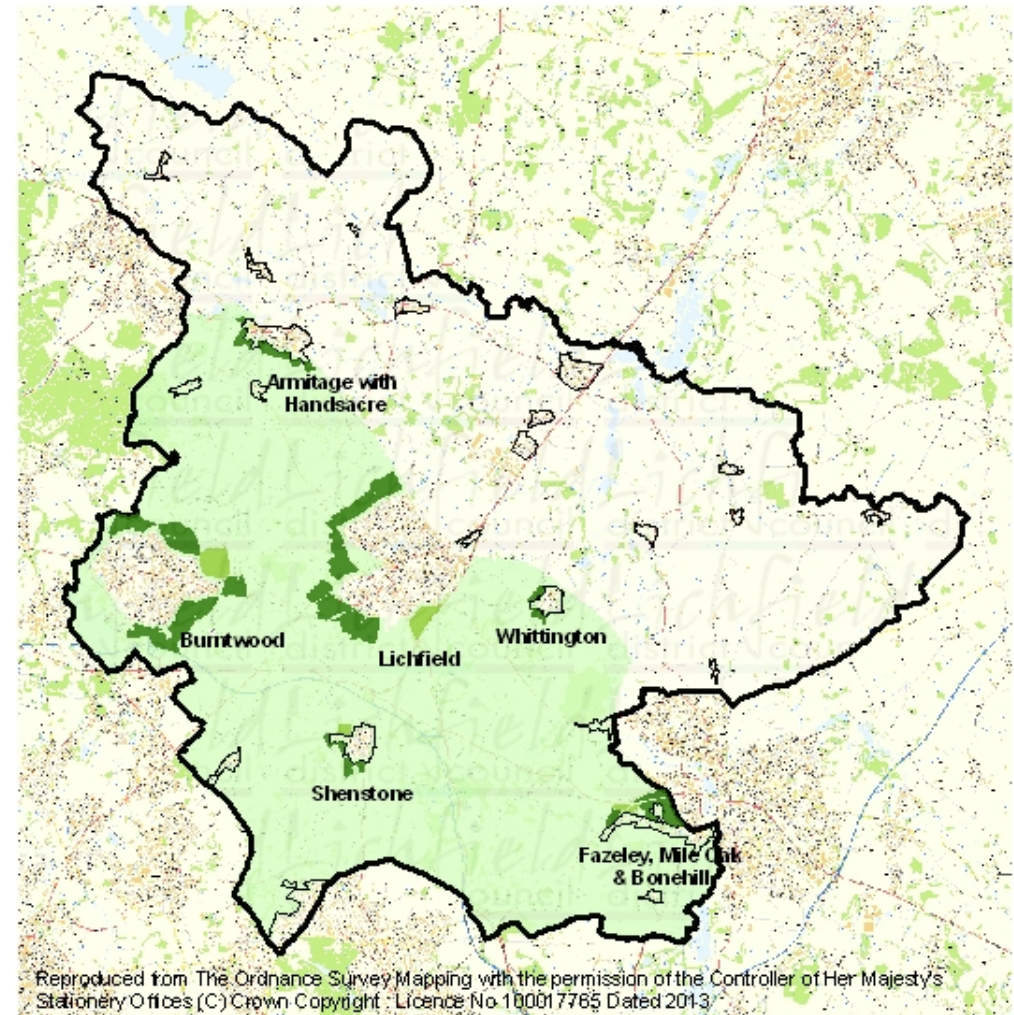 Armitage with
Handsacre
Burntwood
Lichfield
Whittington
Shenstone
Fazeley, Mile Oak
& Bonehill
Reproduced from The Ordnance Survey Mapping with the permission of the Controller of Her Majesty's
Stationery Offices (C) Crown Copyright : Licence No 100017765 Dated 2013